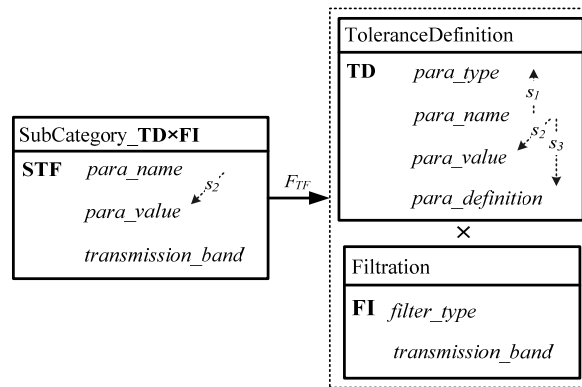 SubCategory_TD×FI
STF para_name
s2
para_value
transmission_band
F_TF
ToleranceDefinition
TD para_type
s1
para_name
s2
s3
para_value
para_definition
×
Filtration
FI filter_type
transmission_band